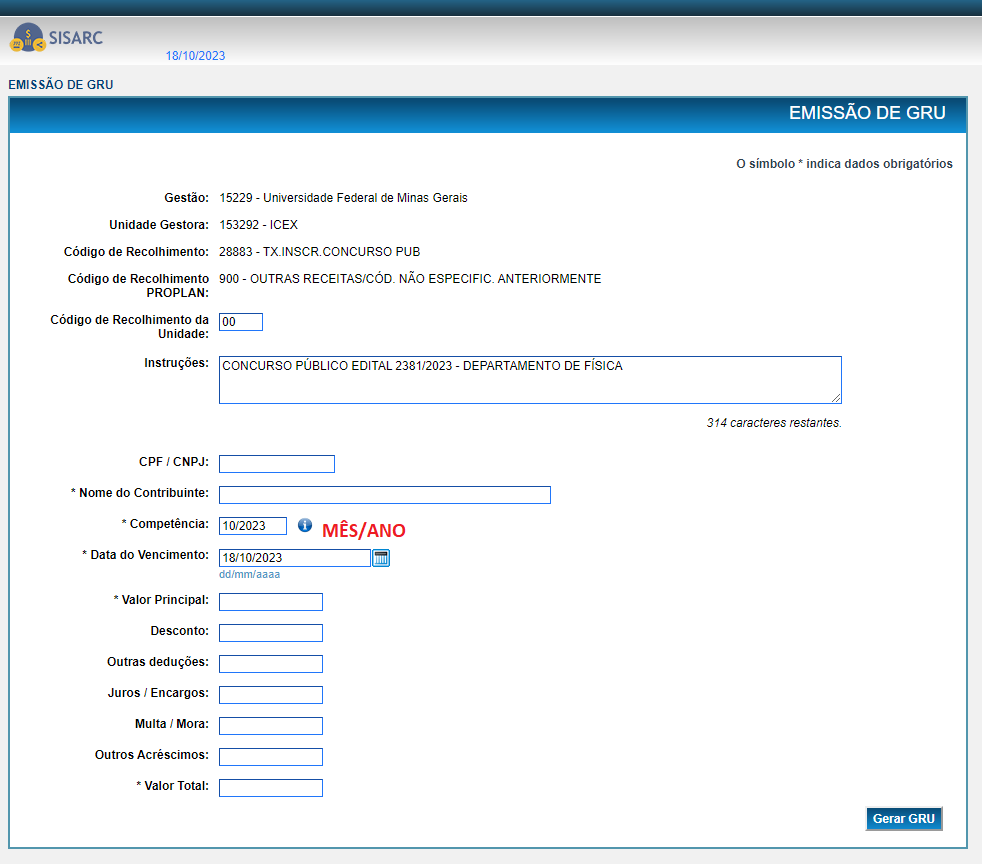 SISARC
18/10/2023
EMISSÃO DE GRU
EMISSÃO DE GRU
O símbolo * indica dados obrigatórios
Gestão: 15229 - Universidade Federal de Minas Gerais
Unidade Gestora: 153292 - ICEX
Código de Recolhimento: 28883 - TX.INSCR.CONCURSO PUB
Código de Recolhimento 900 - OUTRAS RECEITAS/CÓD. NÃO ESPECIFIC. ANTERIORMENTE
PROPLAN:
Código de Recolhimento da 00
Unidade:
Instruções: CONCURSO PÚBLICO EDITAL 2381/2023 - DEPARTAMENTO DE FÍSICA
314 caracteres restantes.
CPF / CNPJ:
* Nome do Contribuinte:
* Competência: 10/2023 MÊS/ANO
* Data do Vencimento: 18/10/2023
dd/mm/aaaa
* Valor Principal:
Desconto:
Outras deduções:
Juros / Encargos:
Multa / Mora:
Outros Acréscimos:
* Valor Total:
Gerar GRU